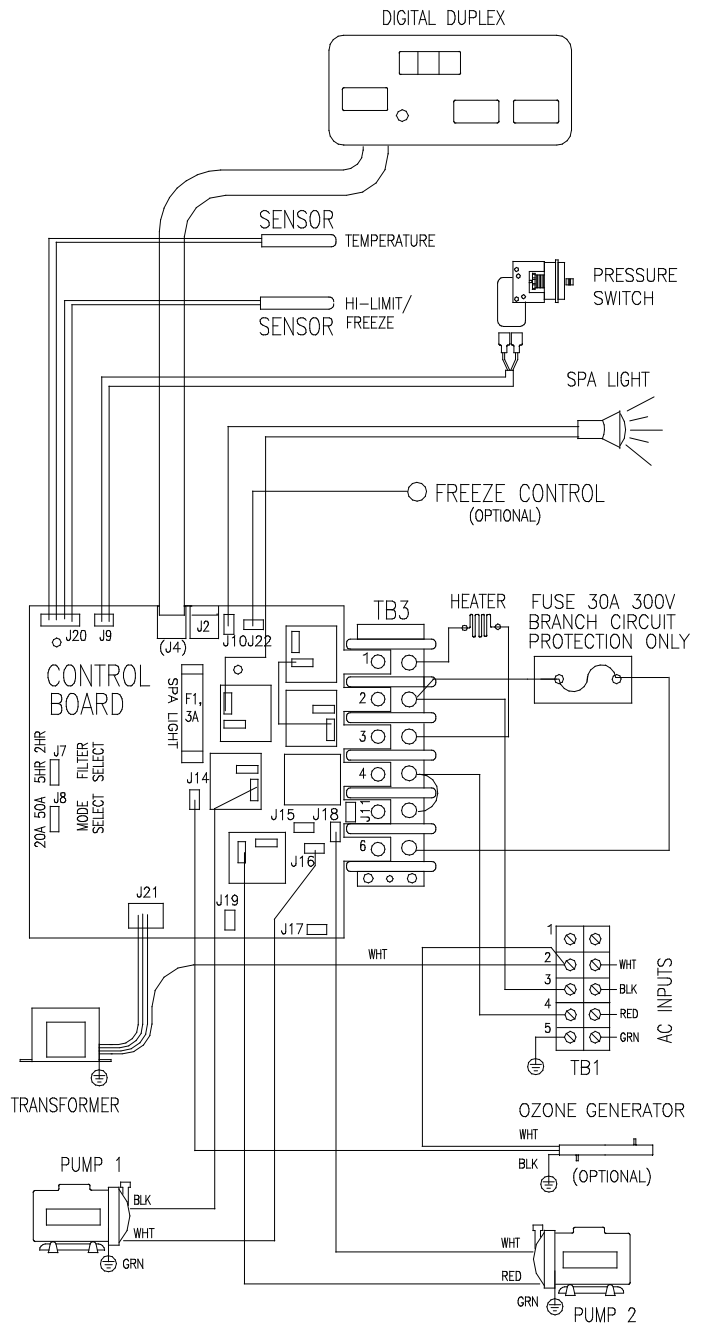 DIGITAL DUPLEX
SENSOR
TEMPERATURE
HI-LIMIT/
FREEZE
SENSOR
PRESSURE
SWITCH
SPA LIGHT
FREEZE CONTROL
(OPTIONAL)
HEATER
FUSE 30A 300V
BRANCH CIRCUIT
PROTECTION ONLY
TB3
1
2
3
4
6
J20
J9
(J4)
J2
J10
J22
CONTROL
BOARD
SPA LIGHT
F1,
3A
5HR 2HR
J7
FILTER
SELECT
20A 50A
J8
MODE
SELECT
J14
J15
J18
J11
J16
J19
J17
J21
WHT
1
2
3
4
5
WHT
BLK
RED
GRN
AC INPUTS
TB1
TRANSFORMER
OZONE GENERATOR
WHT
BLK
(OPTIONAL)
PUMP 1
BLK
WHT
GRN
WHT
RED
GRN
PUMP 2